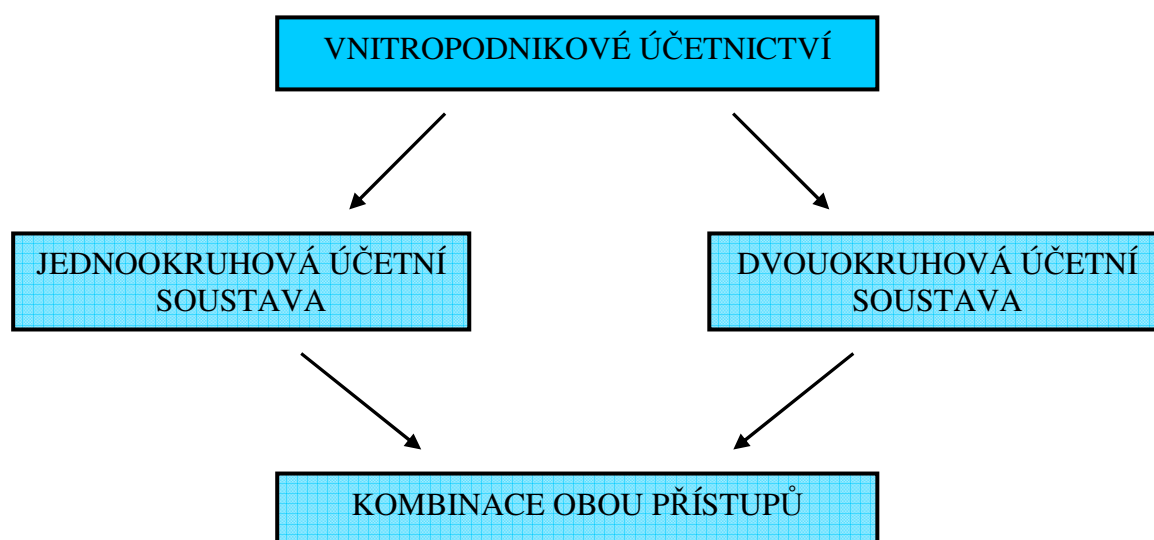 VNITROPODNIKOVÉ ÚČETNICTVÍ
JEDNOOKRUHOVÁ ÚČETNÍ
SOUSTAVA
DVOUOKRUHOVÁ ÚČETNÍ
SOUSTAVA
KOMBINACE OBOU PŘÍSTUPŮ